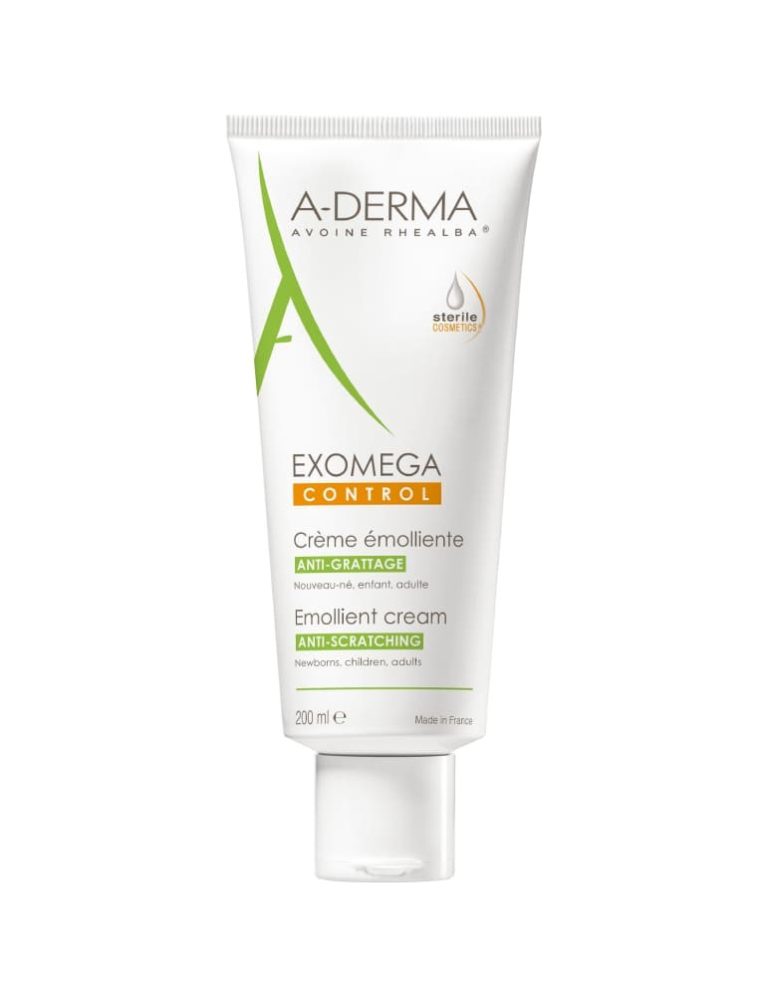 A-DERMA
AVOINE RHEALBA®
sterile
COSMETICS®
EXOMEGA
CONTROL
Crème émolliente
ANTI-GRATTAGE
Nouveau-né, enfant, adulte
Emollient cream
ANTI-SCRATCHING
Newborns, children, adults
200 ml ℮
Made in France